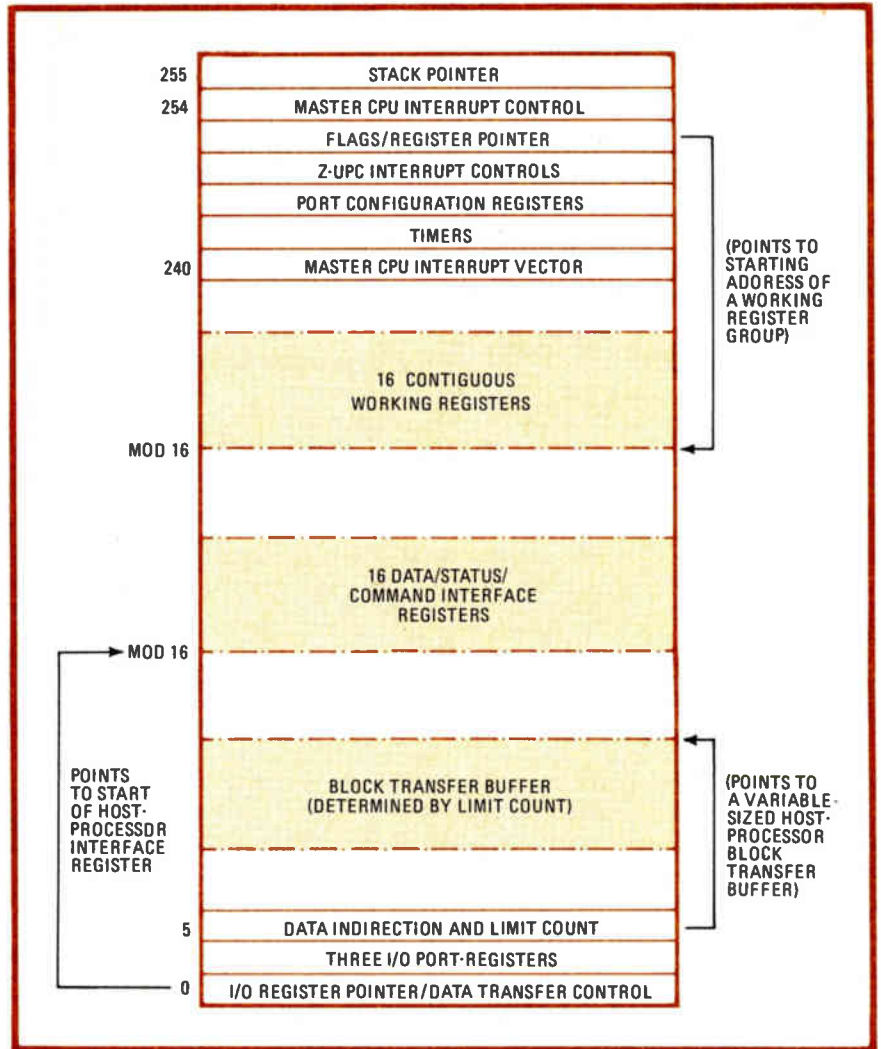 255 STACK POINTER
254 MASTER CPU INTERRUPT CONTROL
FLAGS/REGISTER POINTER
Z-UPC INTERRUPT CONTROLS
PORT CONFIGURATION REGISTERS
TIMERS
240 MASTER CPU INTERRUPT VECTOR
(POINTS TO
STARTING
ADDRESS OF
A WORKING
REGISTER
GROUP)
16 CONTIGUOUS
WORKING REGISTERS
MOD 16
16 DATA/STATUS/
COMMAND INTERFACE
REGISTERS
MOD 16
POINTS
TO START
OF HOST-
PROCESSOR
INTERFACE
REGISTER
BLOCK TRANSFER BUFFER
(DETERMINED BY LIMIT COUNT)
(POINTS TO
A VARIABLE-
SIZED HOST-
PROCESSOR
BLOCK
TRANSFER
BUFFER)
5 DATA INDIRECTION AND LIMIT COUNT
THREE I/O PORT-REGISTERS
0 I/O REGISTER POINTER/DATA TRANSFER CONTROL